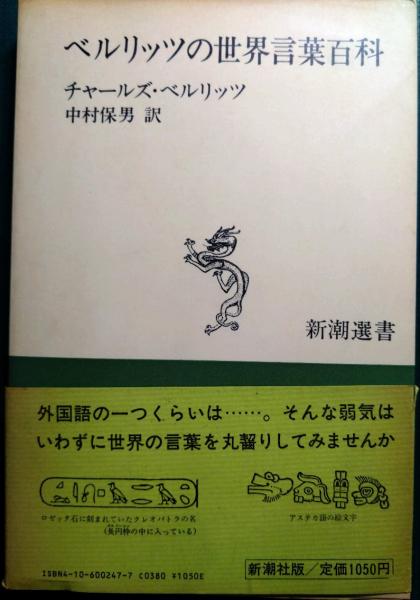 ベルリッツの世界言葉百科
チャールズ・ベルリッツ
中村保男 訳
新潮選書
外国語の一つくらいは……。そんな弱気は
いわずに世界の言葉を丸齧りしてみませんか
ロゼッタ石に刻まれていたクレオパトラの名
(長円枠の中に入っている)
アステカ語の絵文字
ISBN4-10-600247-7 C0380 ¥1050E
新潮社版/定価1050円